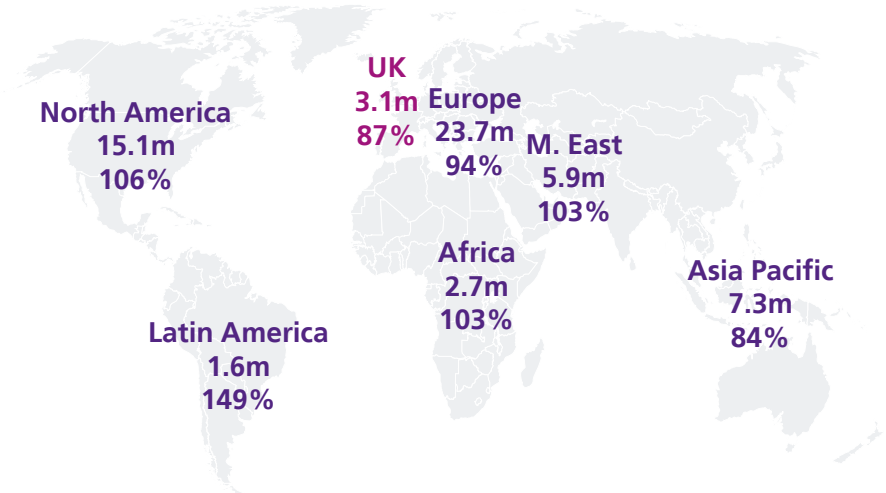 UK
3.1m
87%
Europe
23.7m
94%
North America
15.1m
106%
M. East
5.9m
103%
Africa
2.7m
103%
Asia Pacific
7.3m
84%
Latin America
1.6m
149%